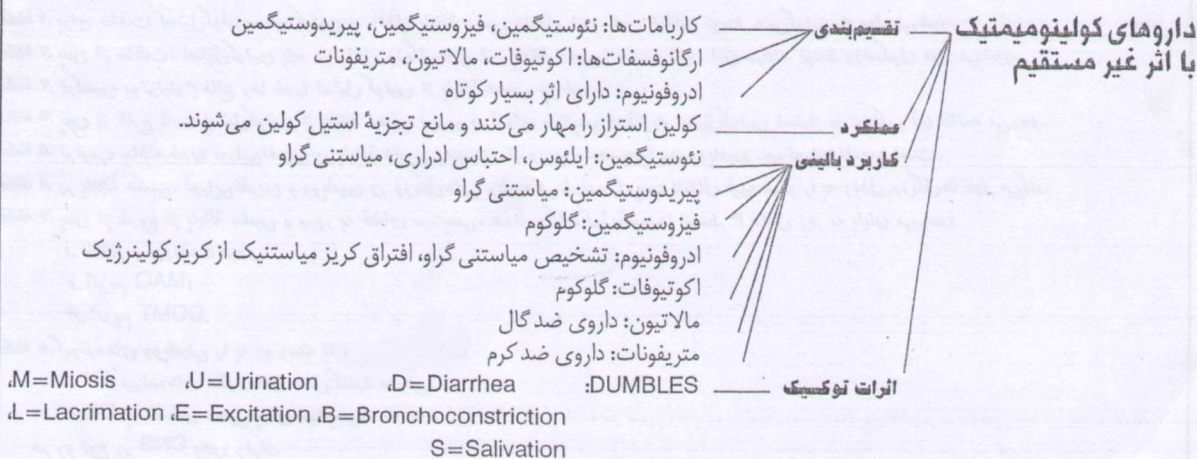 داروهای کولینومیمتیک
با اثر غیر مستقیم
تقسیم‌بندی
کاربامات‌ها: نئوستیگمین، فیزوستیگمین، پیریدوستیگمین
ارگانوفسفات‌ها: اکوتیوفات، مالاتیون، متریفونات
ادروفونیوم: دارای اثر بسیار کوتاه
عملکرد
کولین استراز را مهار می‌کنند و مانع تجزیهٔ استیل کولین می‌شوند.
کاربرد بالینی
نئوستیگمین: ایلئوس، احتباس ادراری، میاستنی گراو
پیریدوستیگمین: میاستنی گراو
فیزوستیگمین: گلوکوم
ادروفونیوم: تشخیص میاستنی گراو، افتراق کریز میاستنیک از کریز کولینرژیک
اکوتیوفات: گلوکوم
مالاتیون: داروی ضد گال
متریفونات: داروی ضد کرم
اثرات توکسیک
DUMBLES: D=Diarrhea، U=Urination، M=Miosis،
B=Bronchoconstriction، E=Excitation، L=Lacrimation،
S=Salivation